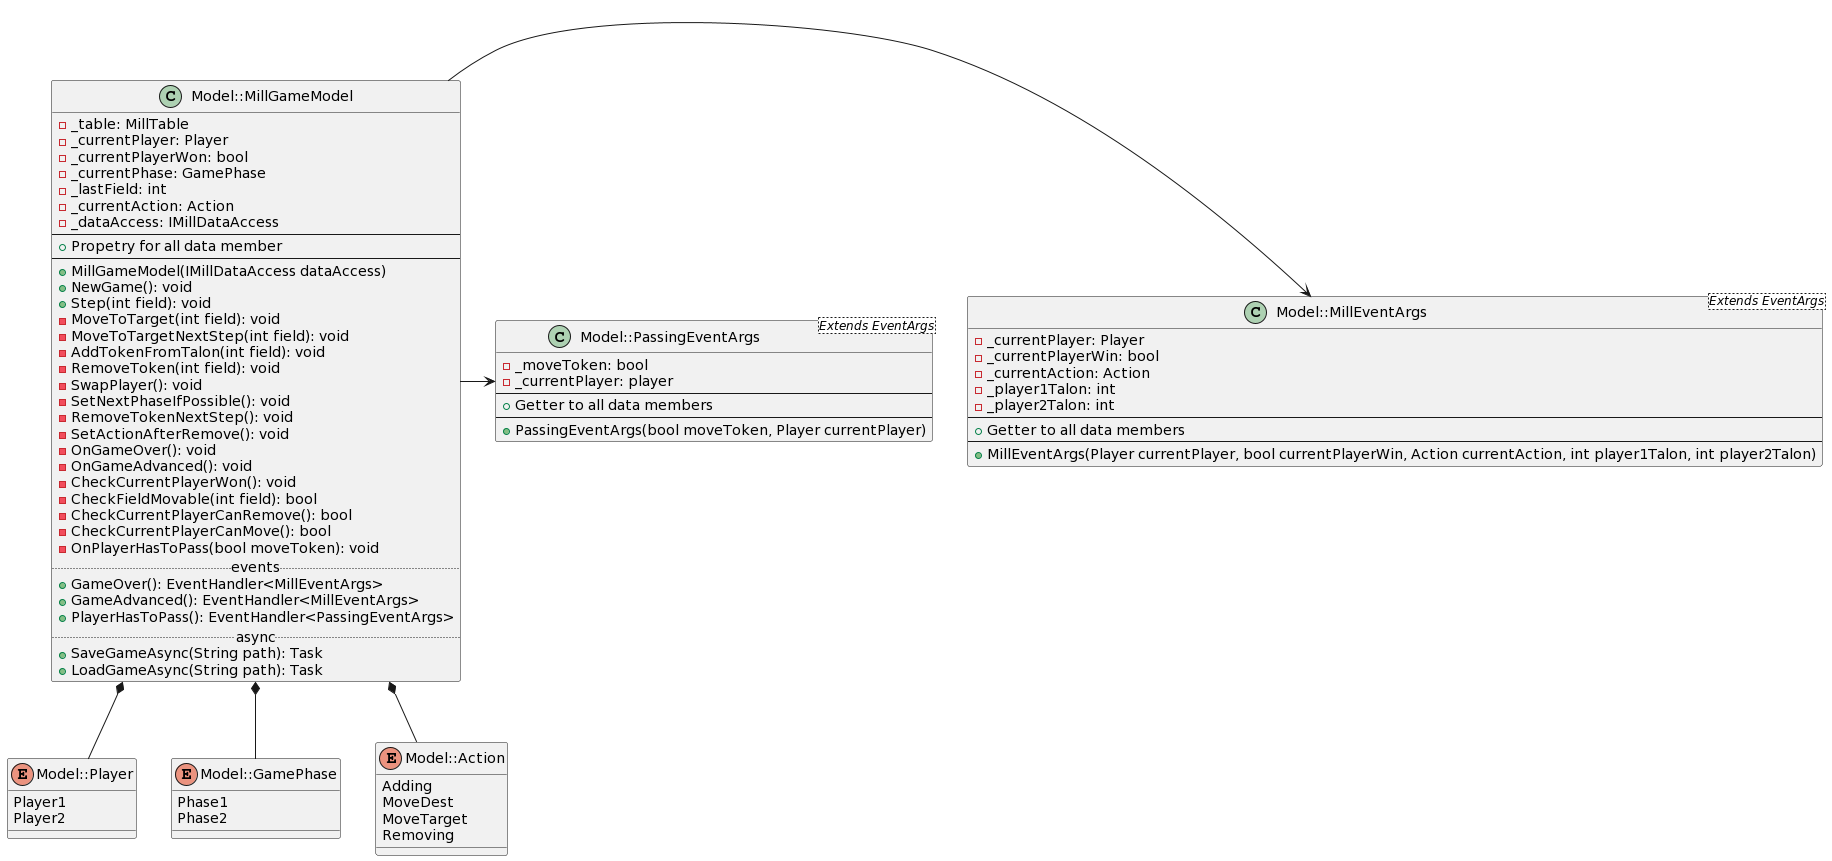 C Model::MillGameModel
_table: MillTable
_currentPlayer: Player
_currentPlayerWon: bool
_currentPhase: GamePhase
_lastField: int
_currentAction: Action
_dataAccess: IMillDataAccess
Propetry for all data member
MillGameModel(IMillDataAccess dataAccess)
NewGame(): void
Step(int field): void
MoveToTarget(int field): void
MoveToTargetNextStep(int field): void
AddTokenFromTalon(int field): void
RemoveToken(int field): void
SwapPlayer(): void
SetNextPhaseIfPossible(): void
RemoveTokenNextStep(): void
SetActionAfterRemove(): void
OnGameOver(): void
OnGameAdvanced(): void
CheckCurrentPlayerWon(): void
CheckFieldMovable(int field): bool
CheckCurrentPlayerCanRemove(): bool
CheckCurrentPlayerCanMove(): bool
OnPlayerHasToPass(bool moveToken): void
events
GameOver(): EventHandler<MillEventArgs>
GameAdvanced(): EventHandler<MillEventArgs>
PlayerHasToPass(): EventHandler<PassingEventArgs>
async
SaveGameAsync(String path): Task
LoadGameAsync(String path): Task
Extends EventArgs
C Model::PassingEventArgs
_moveToken: bool
_currentPlayer: player
Getter to all data members
PassingEventArgs(bool moveToken, Player currentPlayer)
Extends EventArgs
C Model::MillEventArgs
_currentPlayer: Player
_currentPlayerWin: bool
_currentAction: Action
_player1Talon: int
_player2Talon: int
Getter to all data members
MillEventArgs(Player currentPlayer, bool currentPlayerWin, Action currentAction, int player1Talon, int player2Talon)
E Model::Player
Player1
Player2
E Model::GamePhase
Phase1
Phase2
E Model::Action
Adding
MoveDest
MoveTarget
Removing